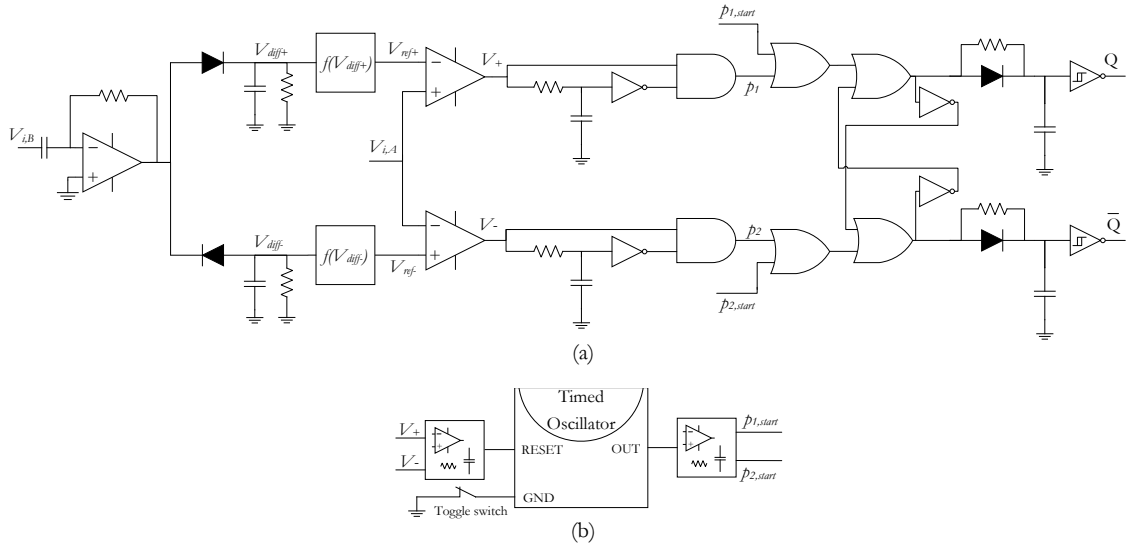 p1,start
Vdiff+
f(Vdiff+)
Vref+
V+
p1
Q
Vi,B
Vi,A
Vdiff-
f(Vdiff-)
Vref-
V-
p2
p2,start
Q̅
(a)
Timed
Oscillator
V+
V-
RESET
OUT
p1,start
p2,start
GND
Toggle switch
(b)